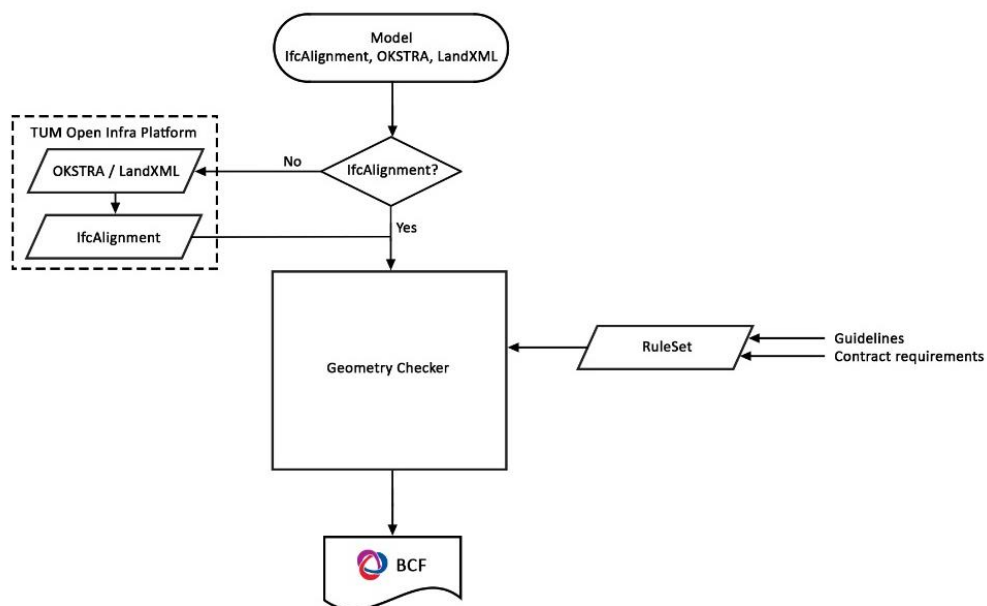 Model
IfcAlignment, OKSTRA, LandXML
TUM Open Infra Platform
OKSTRA / LandXML
No
IfcAlignment?
IfcAlignment
Yes
Geometry Checker
RuleSet
Guidelines
Contract requirements
BCF